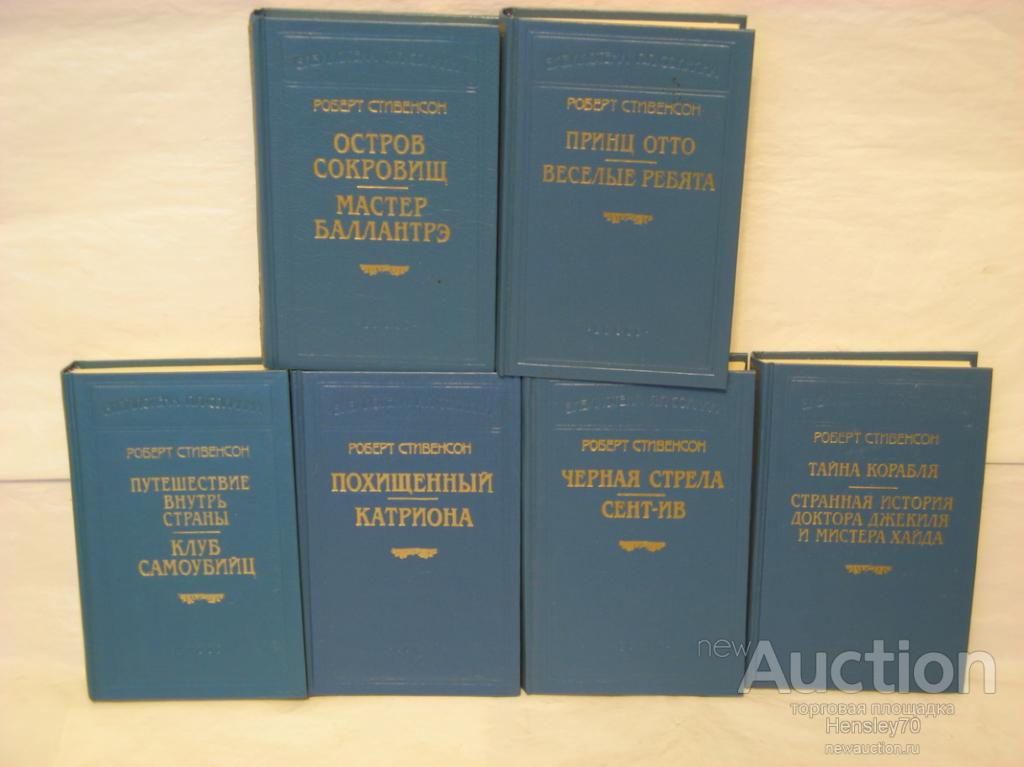 РОБЕРТ СТИВЕНСОН
ОСТРОВ
СОКРОВИЩ
МАСТЕР
БАЛЛАНТРЭ
РОБЕРТ СТИВЕНСОН
ПРИНЦ ОТТО
ВЕСЕЛЫЕ РЕБЯТА
РОБЕРТ СТИВЕНСОН
ПУТЕШЕСТВИЕ
ВНУТРЬ
СТРАНЫ
КЛУБ
САМОУБИЙЦ
РОБЕРТ СТИВЕНСОН
ПОХИЩЕННЫЙ
КАТРИОНА
РОБЕРТ СТИВЕНСОН
ЧЕРНАЯ СТРЕЛА
СЕНТ-ИВ
РОБЕРТ СТИВЕНСОН
ТАЙНА КОРАБЛЯ
СТРАННАЯ ИСТОРИЯ
ДОКТОРА ДЖЕКИЛЯ
И МИСТЕРА ХАЙДА
newAuction
торговая площадка
Hensley70
newauction.ru